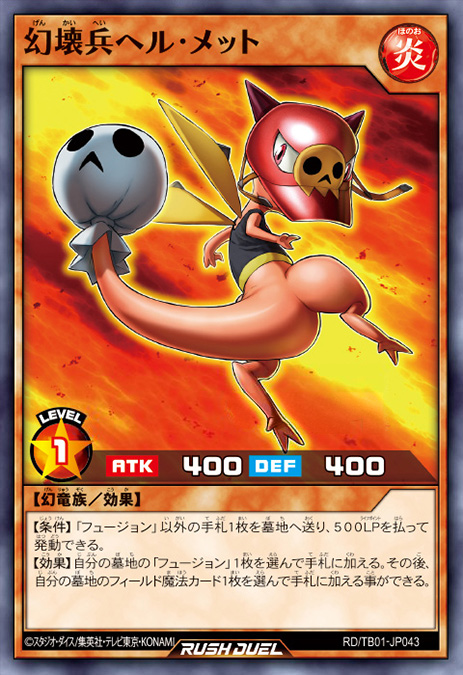 幻壊兵ヘル・メット
炎
LEVEL
1
ATK 400 DEF 400
【幻竜族／効果】
【条件】「フュージョン」以外の手札1枚を墓地へ送り、500LPを払って
発動できる。
【効果】自分の墓地の「フュージョン」1枚を選んで手札に加える。その後、
自分の墓地のフィールド魔法カード1枚を選んで手札に加える事ができる。
©スタジオ・ダイス/集英社・テレビ東京・KONAMI
RUSH DUEL
RD/TB01-JP043